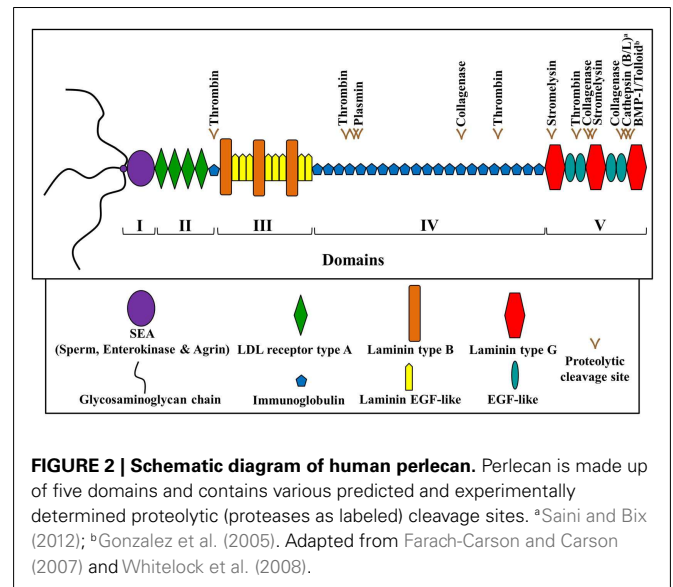 Thrombin
Thrombin
Plasmin
Collagenase
Thrombin
Stromelysin
Thrombin
Collagenase
Stromelysin
Collagenase
Cathepsin (B/L)ᵃ
BMP-1/Tolloidᵇ
I II III IV V
Domains
SEA
(Sperm, Enterokinase & Agrin)
LDL receptor type A
Laminin type B
Laminin type G
Proteolytic
cleavage site
Glycosaminoglycan chain
Immunoglobulin
Laminin EGF-like
EGF-like
FIGURE 2 | Schematic diagram of human perlecan. Perlecan is made up
of five domains and contains various predicted and experimentally
determined proteolytic (proteases as labeled) cleavage sites. ᵃSaini and Bix
(2012); ᵇGonzalez et al. (2005). Adapted from Farach-Carson and Carson
(2007) and Whitelock et al. (2008).